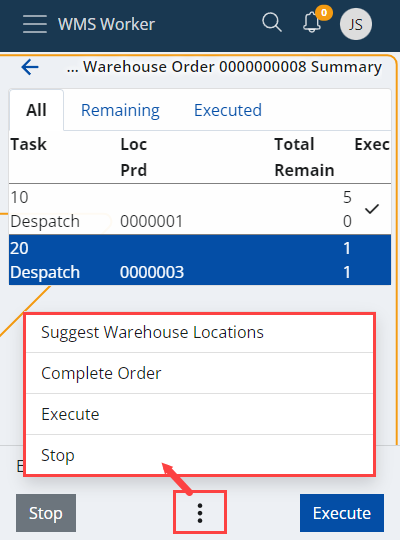 WMS Worker
0
JS
... Warehouse Order 0000000008 Summary
All Remaining Executed
Task Loc Total Exec
Prd Remain
10 5
Despatch 0000001 0
20 1
Despatch 0000003 1
Suggest Warehouse Locations
Complete Order
Execute
Stop
Stop Execute